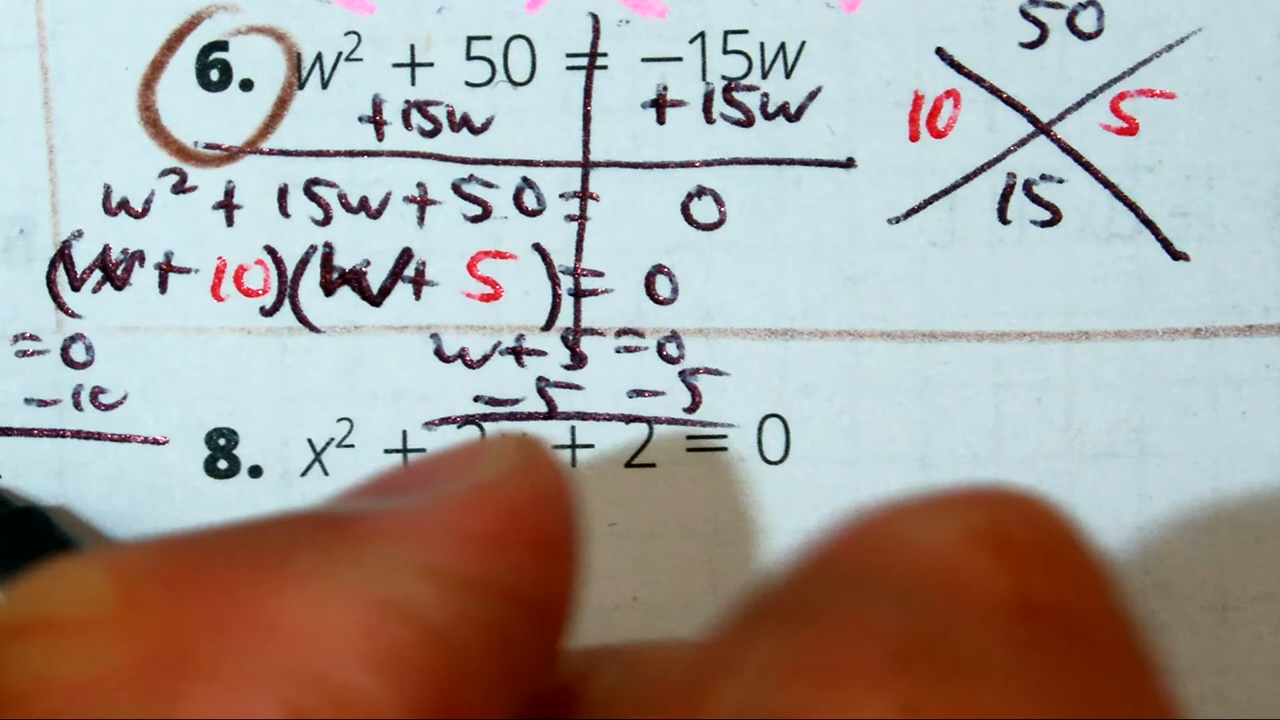 6. w² + 50 = −15w
+15w +15w
w² + 15w + 50 = 0
(w + 10)(w + 5) = 0
50
10 5
15
=0 w+5=0
-10 -5 -5
8. x² + + 2 = 0